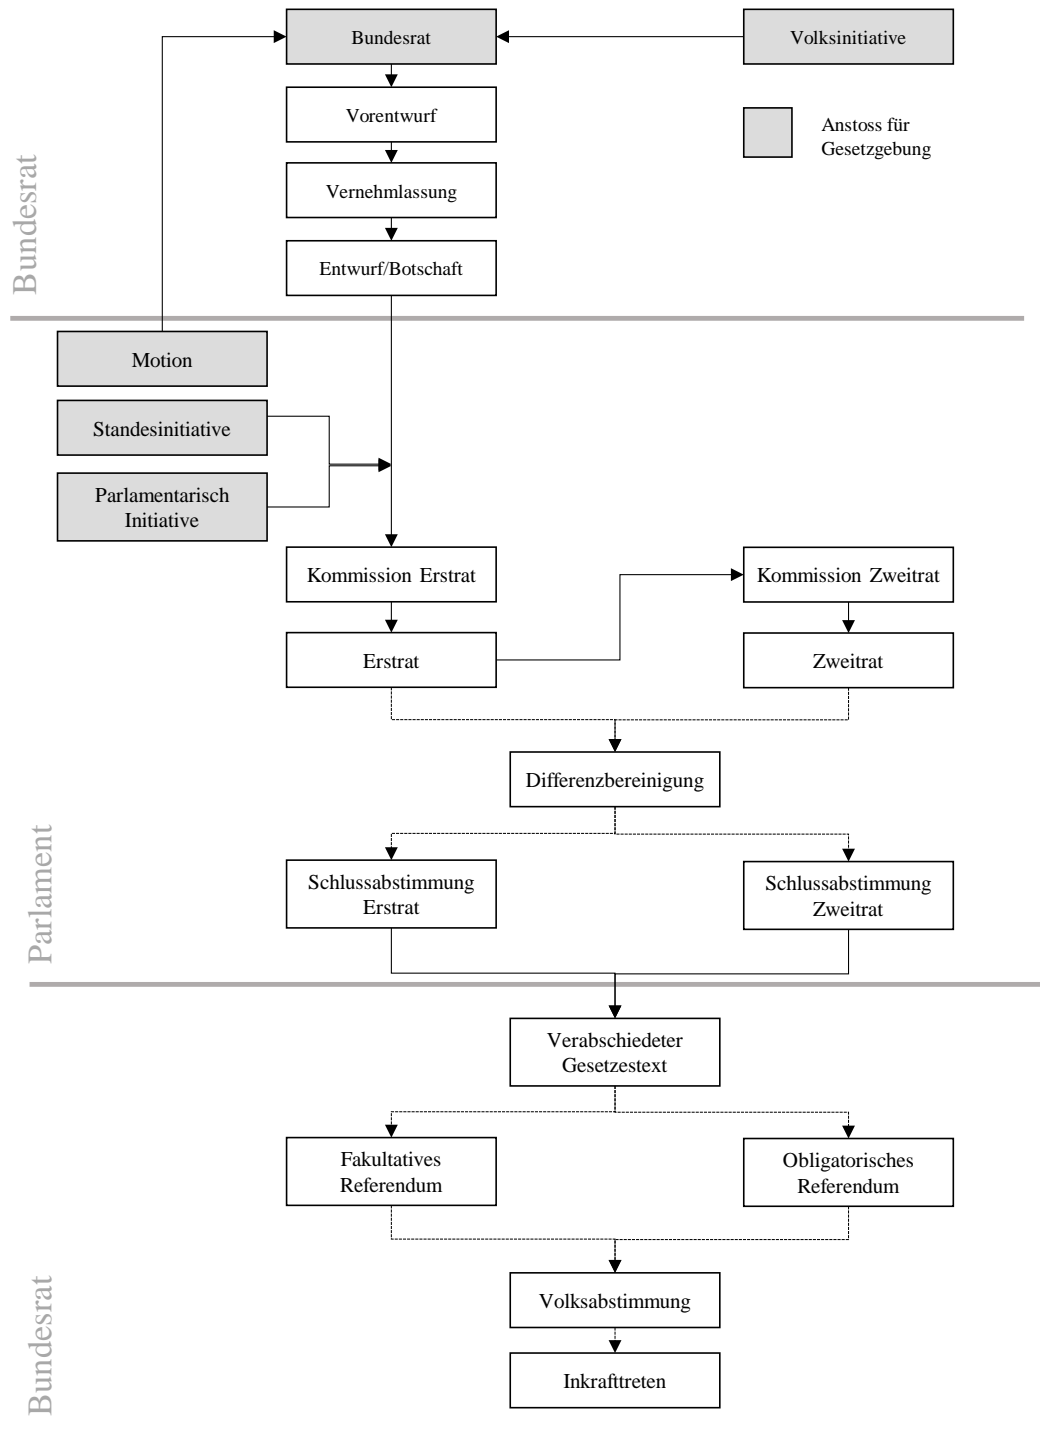 Bundesrat
Volksinitiative
Vorentwurf
Anstoss für
Gesetzgebung
Vernehmlassung
Bundesrat
Entwurf/Botschaft
Motion
Standesinitiative
Parlamentarisch
Initiative
Kommission Erstrat
Kommission Zweitrat
Erstrat
Zweitrat
Differenzbereinigung
Parlament
Schlussabstimmung
Erstrat
Schlussabstimmung
Zweitrat
Verabschiedeter
Gesetzestext
Fakultatives
Referendum
Obligatorisches
Referendum
Bundesrat
Volksabstimmung
Inkrafttreten